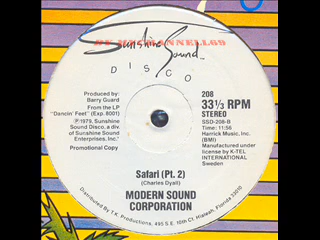 Sunshine Sound
DISCO
Produced by:
Barry Guard
From the LP
"Dancin' Feet" (Exp. 8001)
℗1979, Sunshine
Sound Disco, a div.
of Sunshine Sound
Enterprises, Inc.'
Promotional Copy
208
33⅓ RPM
STEREO
SSD-208-B
Time: 11:56
Harrick Music, Inc.
(BMI)
Manufactured under
license by K-TEL
INTERNATIONAL
Sweden
Safari (Pt. 2)
(Charles Dyall)
MODERN SOUND
CORPORATION
Distributed By T.K. Productions, 495 S.E. 10th Ct. Hialeah, Florida 33010